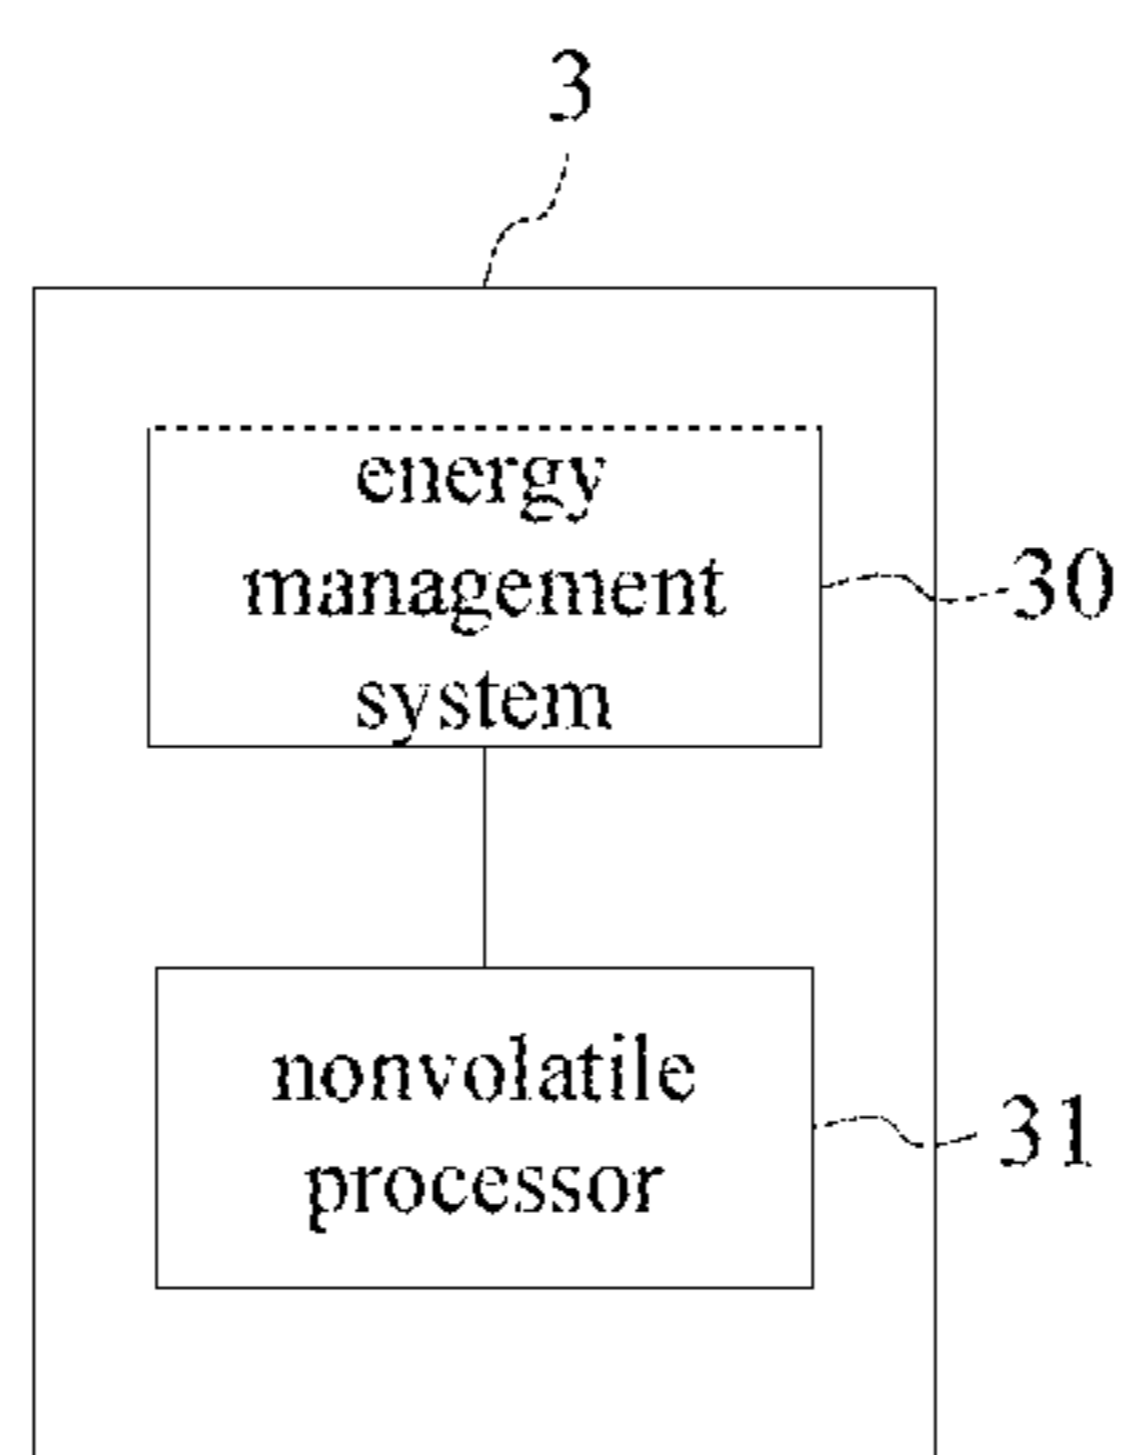 3
energy
management
system
30
nonvolatile
processor
31